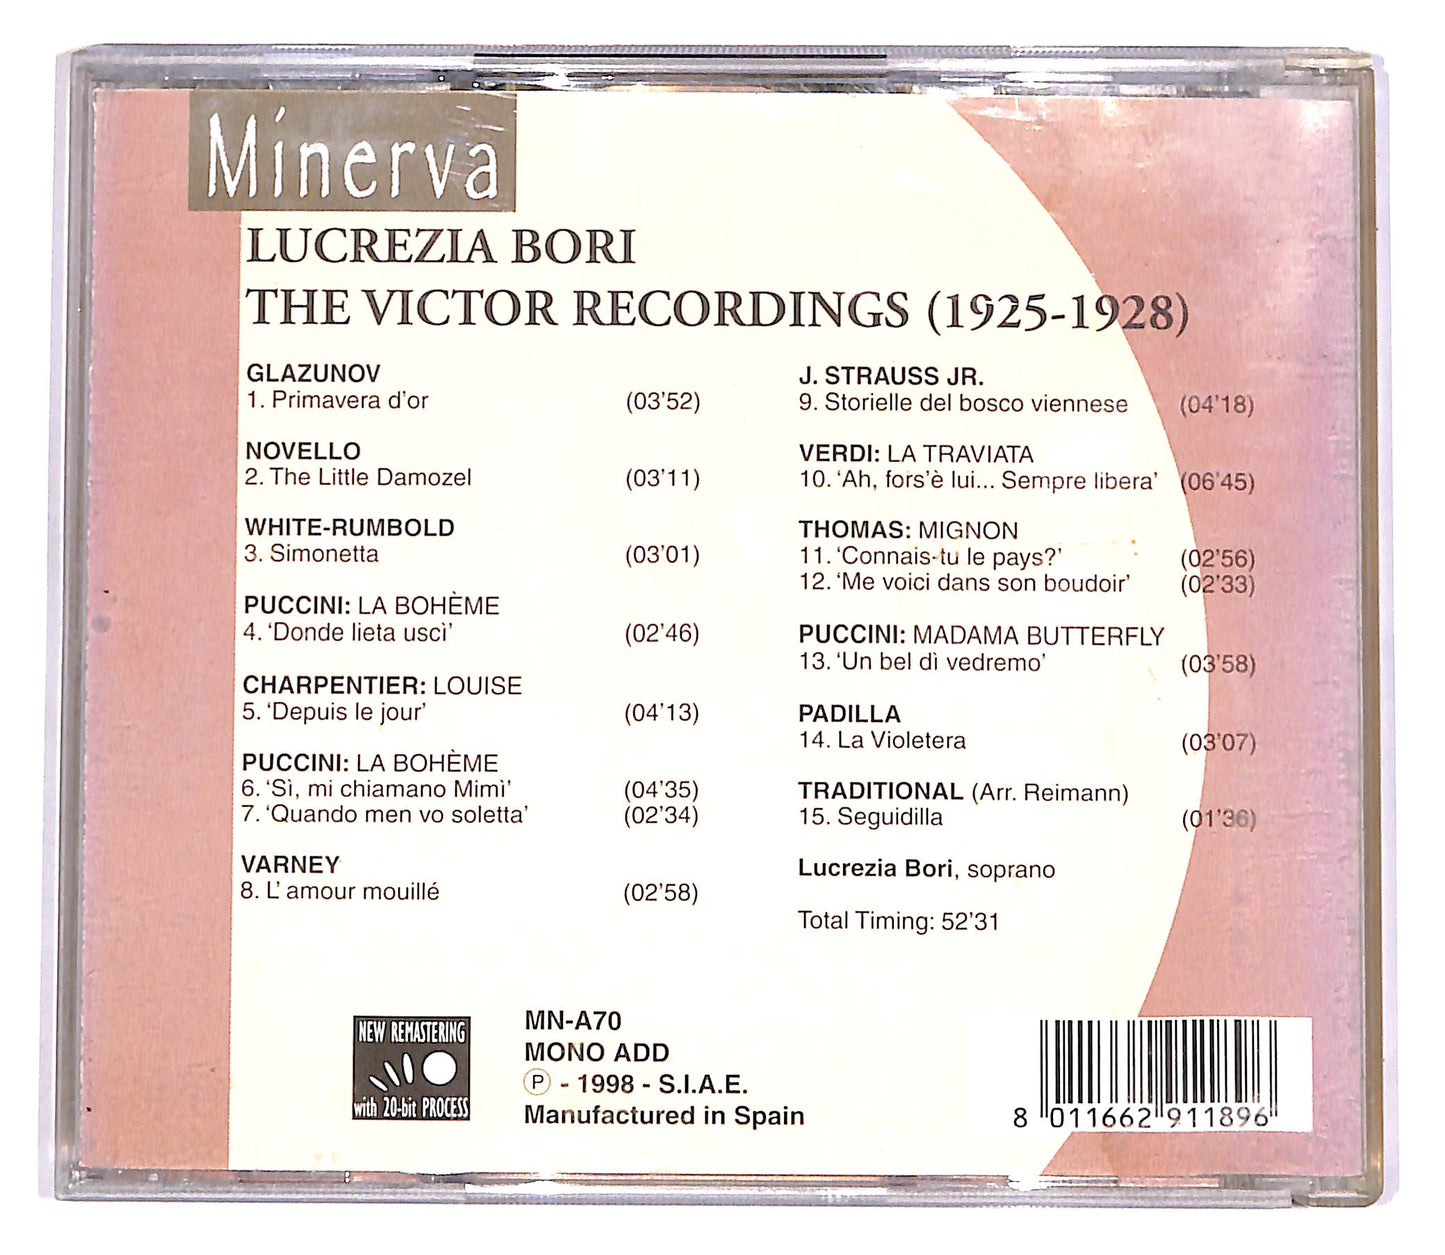 Minerva
LUCREZIA BORI
THE VICTOR RECORDINGS (1925-1928)
GLAZUNOV
1. Primavera d'or (03'52)
NOVELLO
2. The Little Damozel (03'11)
WHITE-RUMBOLD
3. Simonetta (03'01)
PUCCINI: LA BOHÈME
4. ‘Donde lieta uscì’ (02'46)
CHARPENTIER: LOUISE
5. ‘Depuis le jour’ (04'13)
PUCCINI: LA BOHÈME
6. ‘Sì, mi chiamano Mimì’ (04'35)
7. ‘Quando men vo soletta’ (02'34)
VARNEY
8. L’ amour mouillé (02'58)
J. STRAUSS JR.
9. Storielle del bosco viennese (04'18)
VERDI: LA TRAVIATA
10. ‘Ah, fors’è lui... Sempre libera’ (06'45)
THOMAS: MIGNON
11. ‘Connais-tu le pays?’ (02'56)
12. ‘Me voici dans son boudoir’ (02'33)
PUCCINI: MADAMA BUTTERFLY
13. ‘Un bel dì vedremo’ (03'58)
PADILLA
14. La Violetera (03'07)
TRADITIONAL (Arr. Reimann)
15. Seguidilla (01'36)
Lucrezia Bori, soprano
Total Timing: 52'31
NEW REMASTERING
with 20-bit PROCESS
MN-A70
MONO ADD
Ⓟ - 1998 - S.I.A.E.
Manufactured in Spain
8 011662 911896